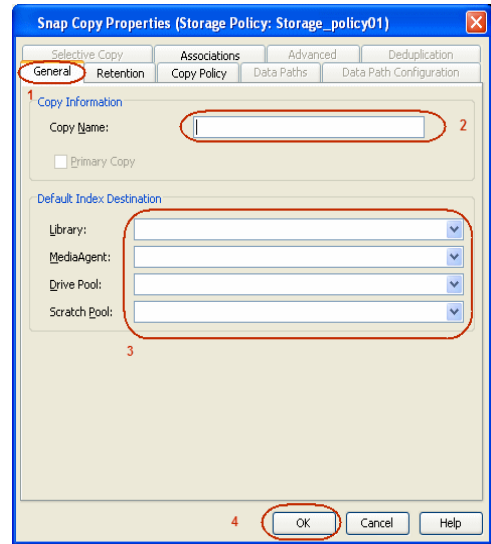 Snap Copy Properties (Storage Policy: Storage_policy01)
Selective Copy Associations Advanced Deduplication
General Retention Copy Policy Data Paths Data Path Configuration
1
Copy Information
Copy Name:
2
Primary Copy
Default Index Destination
Library:
MediaAgent:
Drive Pool:
Scratch Pool:
3
4
OK Cancel Help